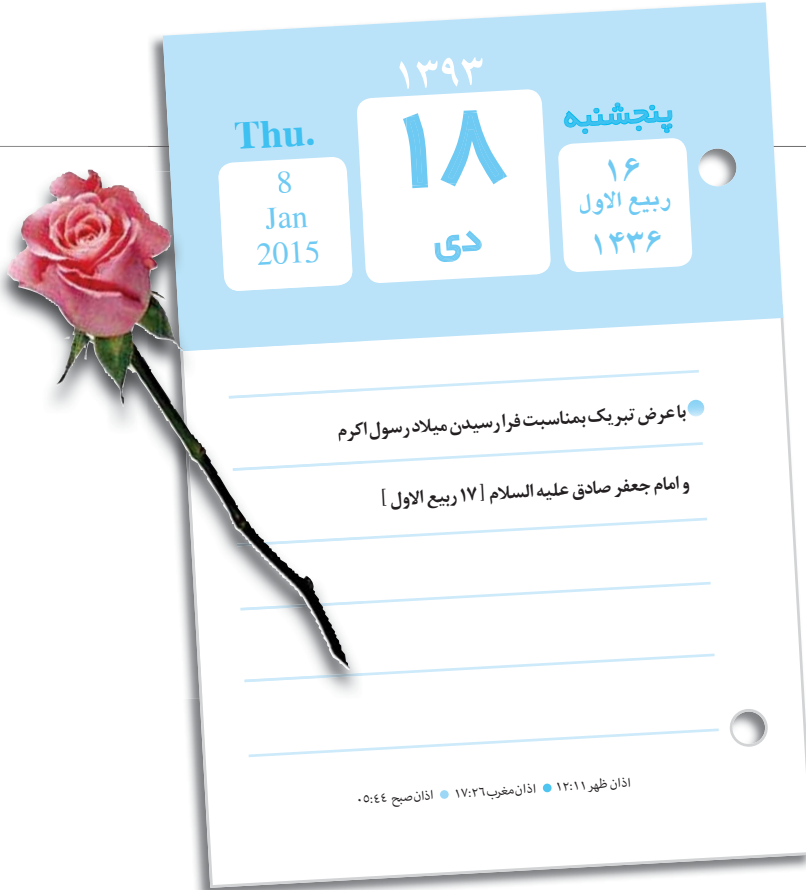 ۱۳۹۳
پنجشنبه
۱۶
ربیع الاول
۱۴۳۶
۱۸
دی
Thu.
8
Jan
2015
با عرض تبریک بمناسبت فرا رسیدن میلاد رسول اکرم
و امام جعفر صادق علیه السلام [۱۷ ربیع الاول]
اذان ظهر ۱۲:۱۱ ● اذان مغرب ۱۷:۲٦ ● اذان صبح ۰۵:٤٤